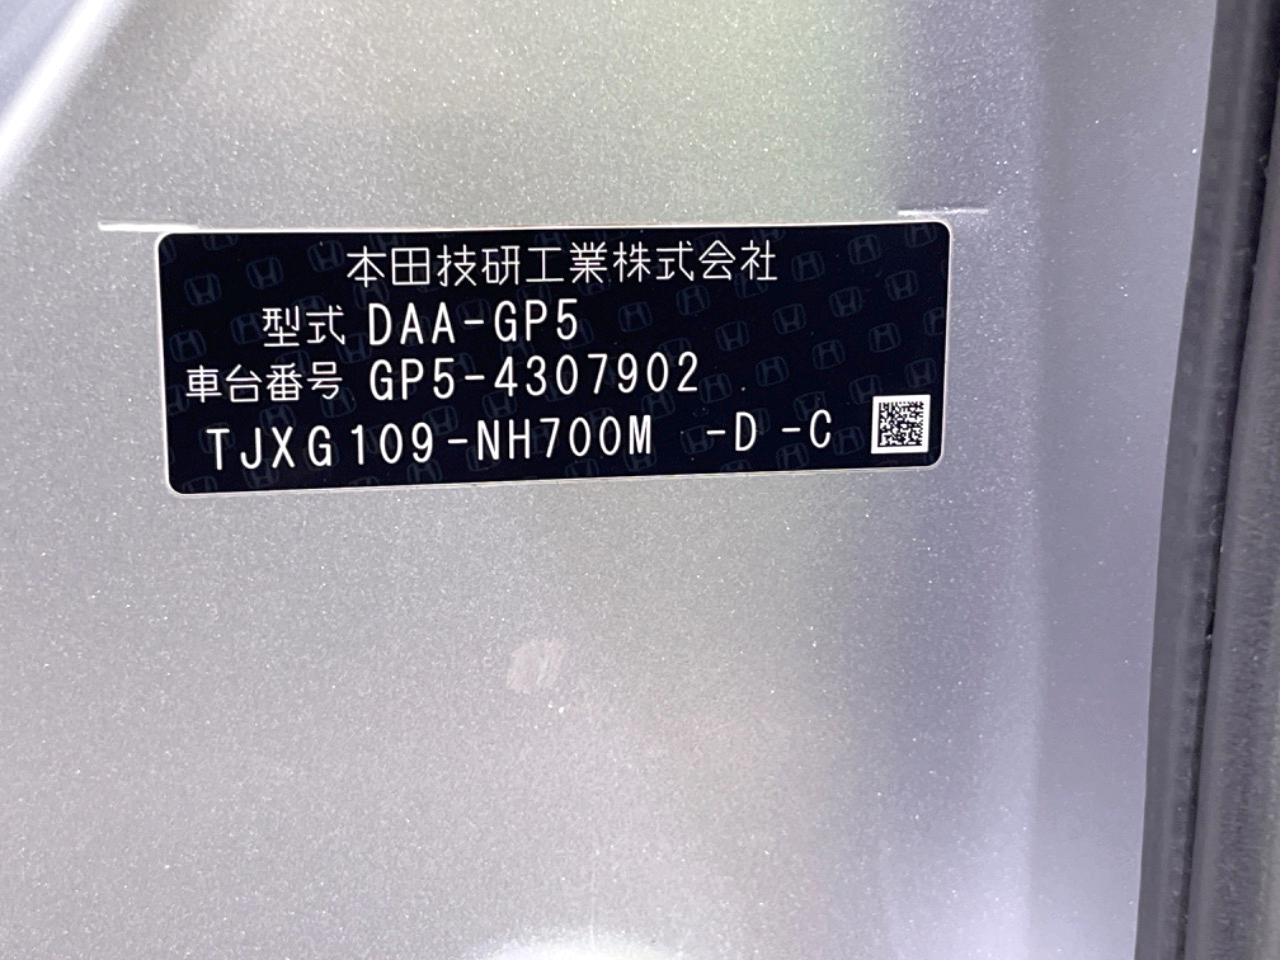 本田技研工業株式会社
型式 DAA-GP5
車台番号 GP5-4307902
TJXG109-NH700M -D -C